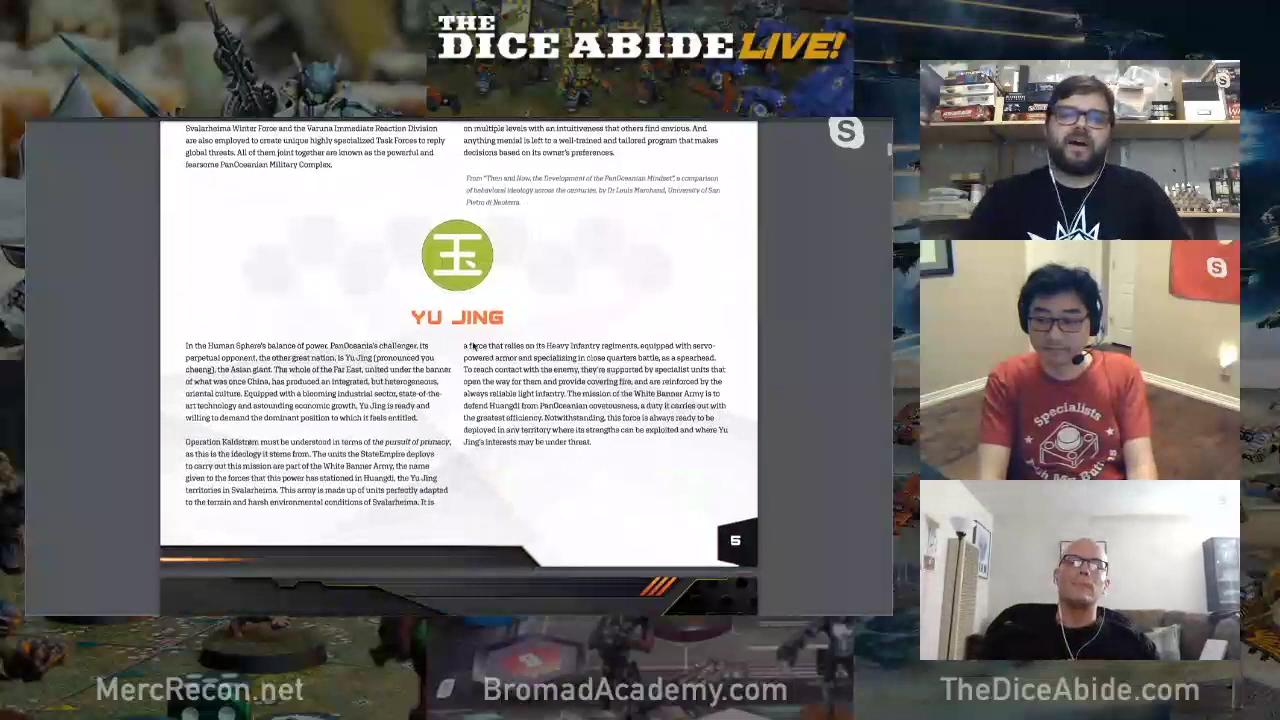 THE
DICE ABIDE LIVE!
Svalarheima Winter Force and the Varuna Immediate Reaction Division
are also employed to create unique highly specialized Task Forces to reply
global threats. All of them joint together are known as the powerful and
fearsome PanOceanian Military Complex.
on multiple levels with an intuitiveness that others find envious. And
anything menial is left to a well-trained and tailored program that makes
decisions based on its owner's preferences.
From "Then and Now, the Development of the PanOceanian Mindset", a comparison
of behavioral ideology across the centuries, by Dr Louis Marchand, University of San
Pietro di Neoterra.
玉
YU JING
In the Human Sphere's balance of power, PanOceania's challenger, its
perpetual opponent, the other great nation, is Yu Jing (pronounced you
cheeng), the Asian giant. The whole of the Far East, united under the banner
of what was once China, has produced an integrated, but heterogeneous,
oriental culture. Equipped with a blooming industrial sector, state-of-the-
art technology and astounding economic growth, Yu Jing is ready and
willing to demand the dominant position to which it feels entitled.
Operation Kaldstrøm must be understood in terms of the pursuit of primacy,
as this is the ideology it stems from. The units the StateEmpire deploys
to carry out this mission are part of the White Banner Army, the name
given to the forces that this power has stationed in Huangdi, the Yu Jing
territories in Svalarheima. This army is made up of units perfectly adapted
to the terrain and harsh environmental conditions of Svalarheima. It is
a force that relies on its Heavy Infantry regiments, equipped with servo-
powered armor and specializing in close quarters battle, as a spearhead.
To reach contact with the enemy, they're supported by specialist units that
open the way for them and provide covering fire, and are reinforced by the
always reliable light infantry. The mission of the White Banner Army is to
defend Huangdi from PanOceanian covetousness, a duty it carries out with
the greatest efficiency. Notwithstanding, this force is always ready to be
deployed in any territory where its strengths can be exploited and where Yu
Jing's interests may be under threat.
5
S
S
S
Specialists
MercRecon.net
BromadAcademy.com
TheDiceAbide.com